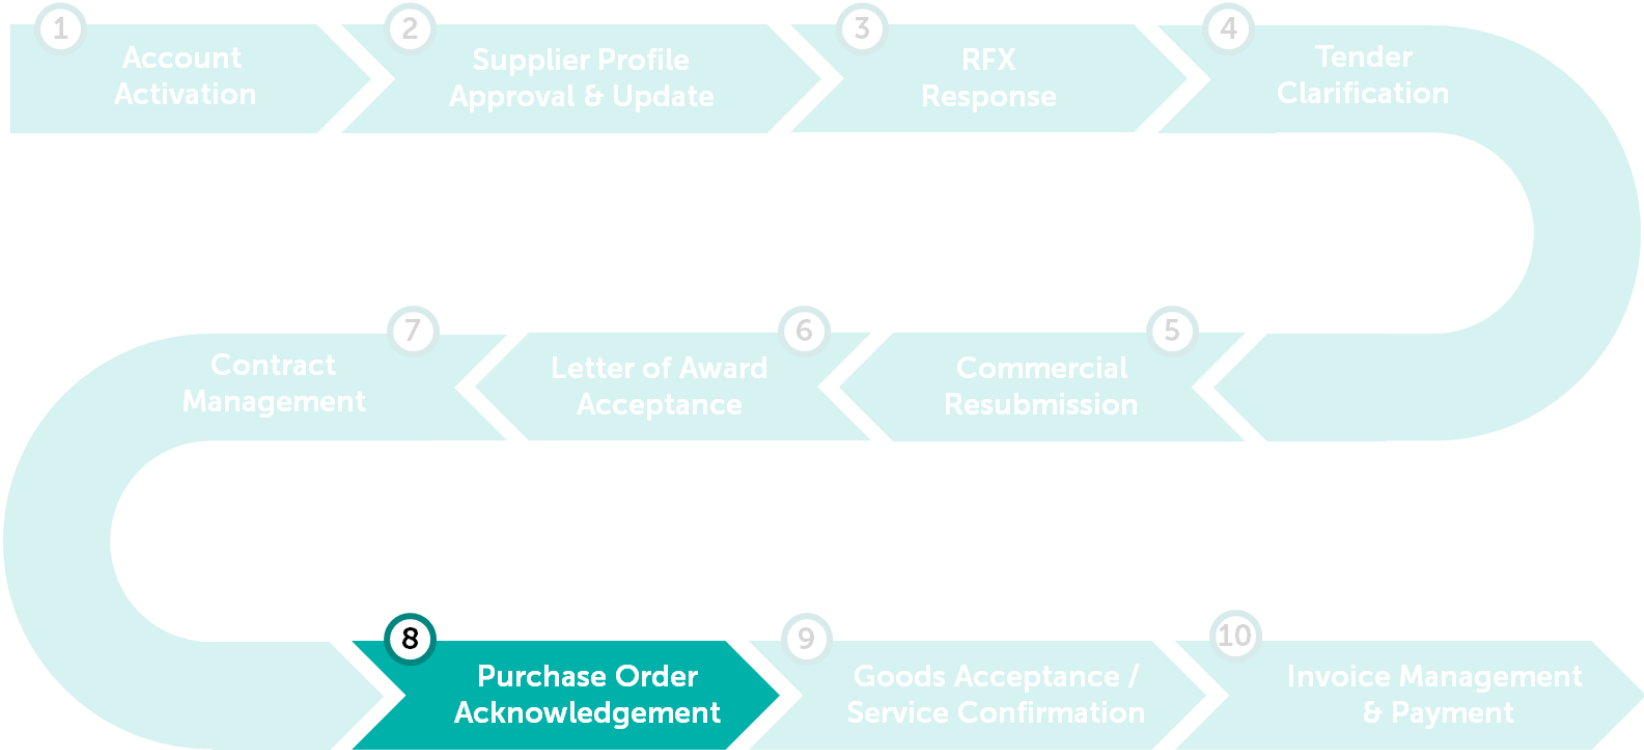 1
Account
Activation
2
Supplier Profile
Approval & Update
3
RFX
Response
4
Tender
Clarification
5
Commercial
Resubmission
6
Letter of Award
Acceptance
7
Contract
Management
8
Purchase Order
Acknowledgement
9
Goods Acceptance /
Service Confirmation
10
Invoice Management
& Payment